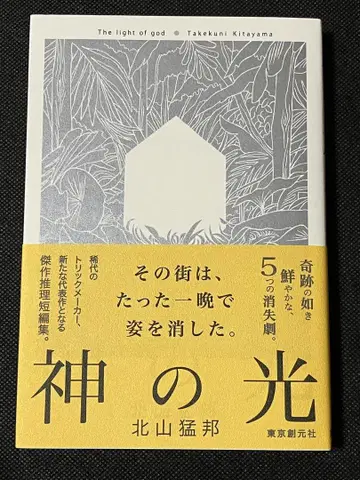 The light of god ● Takekuni Kitayama
奇跡の如き
鮮やかな、
5つの消失劇。
その街は、
たった一晩で
姿を消した。
稀代の
トリックメーカー、
新たな代表作となる
傑作推理短編集。
神の光
北山猛邦
東京創元社